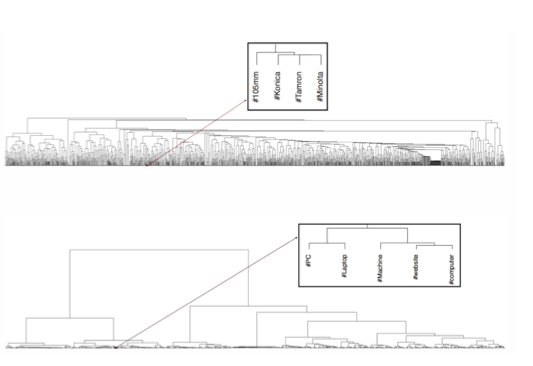 #105mm
#Konica
#Tamron
#Minolta
#PC
#Laptop
#Machine
#website
#computer